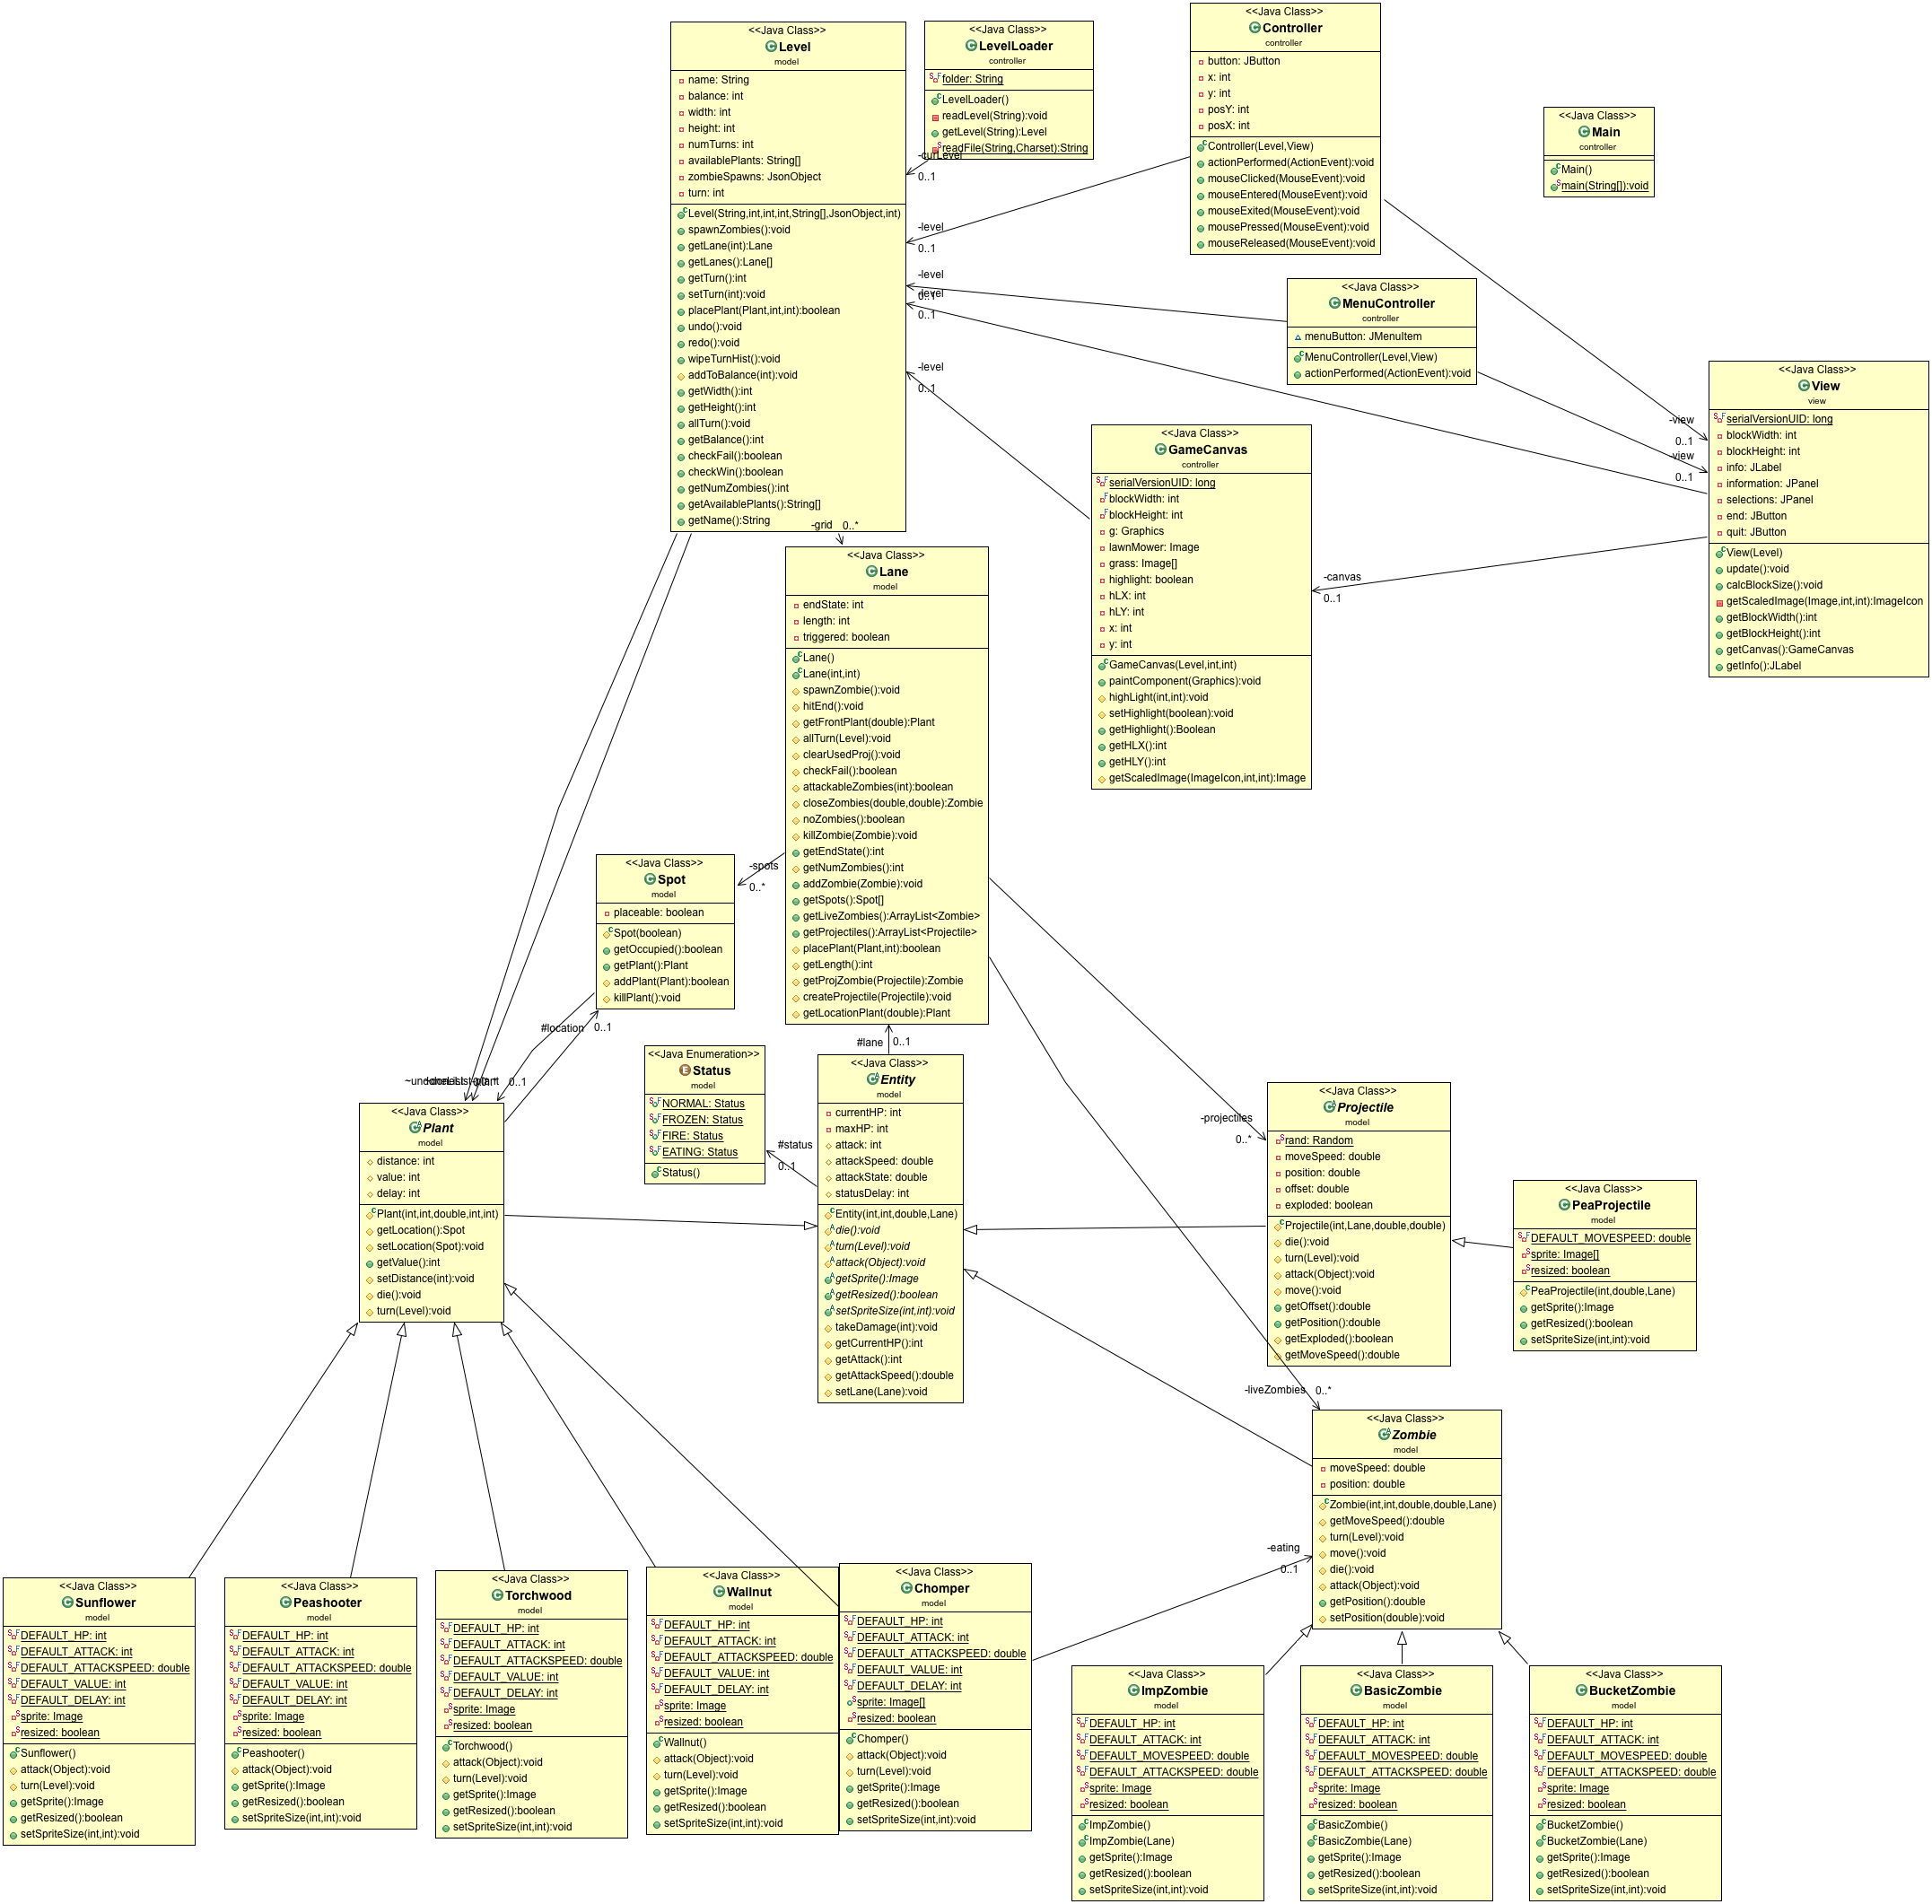 <<Java Class>>
Level
model
name: String
balance: int
width: int
height: int
numTurns: int
availablePlants: String[]
zombieSpawns: JsonObject
turn: int
Level(String,int,int,int,String[],JsonObject,int)
spawnZombies():void
getLane(int):Lane
getLanes():Lane[]
getTurn():int
setTurn(int):void
placePlant(Plant,int,int):boolean
undo():void
redo():void
wipeTurnHist():void
addToBalance(int):void
getWidth():int
getHeight():int
allTurn():void
getBalance():int
checkFail():boolean
checkWin():boolean
getNumZombies():int
getAvailablePlants():String[]
getName():String
<<Java Class>>
LevelLoader
controller
folder: String
LevelLoader()
readLevel(String):void
getLevel(String):Level
readFile(String,Charset):String
-curLevel
0..1
<<Java Class>>
Controller
controller
button: JButton
x: int
y: int
posY: int
posX: int
Controller(Level,View)
actionPerformed(ActionEvent):void
mouseClicked(MouseEvent):void
mouseEntered(MouseEvent):void
mouseExited(MouseEvent):void
mousePressed(MouseEvent):void
mouseReleased(MouseEvent):void
<<Java Class>>
Main
controller
Main()
main(String[]):void
-level
0..1
-level
0..1
-level
0..1
-level
0..1
<<Java Class>>
MenuController
controller
menuButton: JMenuItem
MenuController(Level,View)
actionPerformed(ActionEvent):void
-view
0..1
-view
0..1
<<Java Class>>
View
view
serialVersionUID: long
blockWidth: int
blockHeight: int
info: JLabel
information: JPanel
selections: JPanel
end: JButton
quit: JButton
View(Level)
update():void
calcBlockSize():void
getScaledImage(Image,int,int):ImageIcon
getBlockWidth():int
getBlockHeight():int
getCanvas():GameCanvas
getInfo():JLabel
<<Java Class>>
GameCanvas
controller
serialVersionUID: long
blockWidth: int
blockHeight: int
g: Graphics
lawnMower: Image
grass: Image[]
highlight: boolean
hLX: int
hLY: int
x: int
y: int
GameCanvas(Level,int,int)
paintComponent(Graphics):void
highLight(int,int):void
setHighlight(boolean):void
getHighlight():Boolean
getHLX():int
getHLY():int
getScaledImage(ImageIcon,int,int):Image
-canvas
0..1
-grid 0..*
<<Java Class>>
Lane
model
endState: int
length: int
triggered: boolean
Lane()
Lane(int,int)
spawnZombie():void
hitEnd():void
getFrontPlant(double):Plant
allTurn(Level):void
clearUsedProj():void
checkFail():boolean
attackableZombies(int):boolean
closeZombies(double,double):Zombie
noZombies():boolean
killZombie(Zombie):void
getEndState():int
getNumZombies():int
addZombie(Zombie):void
getSpots():Spot[]
getLiveZombies():ArrayList<Zombie>
getProjectiles():ArrayList<Projectile>
placePlant(Plant,int):boolean
getLength():int
getProjZombie(Projectile):Zombie
createProjectile(Projectile):void
getLocationPlant(double):Plant
-spots
0..*
<<Java Class>>
Spot
model
placeable: boolean
Spot(boolean)
getOccupied():boolean
getPlant():Plant
addPlant(Plant):boolean
killPlant():void
#location 0..1
-plant
0..1
#lane 0..1
<<Java Enumeration>>
Status
model
NORMAL: Status
FROZEN: Status
FIRE: Status
EATING: Status
Status()
#status
0..1
<<Java Class>>
Entity
model
currentHP: int
maxHP: int
attack: int
attackSpeed: double
attackState: double
statusDelay: int
Entity(int,int,double,Lane)
die():void
turn(Level):void
attack(Object):void
getSprite():Image
getResized():boolean
setSpriteSize(int,int):void
takeDamage(int):void
getCurrentHP():int
getAttack():int
getAttackSpeed():double
setLane(Lane):void
<<Java Class>>
Plant
model
distance: int
value: int
delay: int
Plant(int,int,double,int,int)
getLocation():Spot
setLocation(Spot):void
getValue():int
setDistance(int):void
die():void
turn(Level):void
-projectiles
0..*
<<Java Class>>
Projectile
model
rand: Random
moveSpeed: double
position: double
offset: double
exploded: boolean
Projectile(int,Lane,double,double)
die():void
turn(Level):void
attack(Object):void
move():void
getOffset():double
getPosition():double
getExploded():boolean
getMoveSpeed():double
<<Java Class>>
PeaProjectile
model
DEFAULT_MOVESPEED: double
sprite: Image[]
resized: boolean
PeaProjectile(int,double,Lane)
getSprite():Image
getResized():boolean
setSpriteSize(int,int):void
-liveZombies 0..*
<<Java Class>>
Zombie
model
moveSpeed: double
position: double
Zombie(int,int,double,double,Lane)
getMoveSpeed():double
turn(Level):void
move():void
die():void
attack(Object):void
getPosition():double
setPosition(double):void
-eating
0..1
<<Java Class>>
Sunflower
model
DEFAULT_HP: int
DEFAULT_ATTACK: int
DEFAULT_ATTACKSPEED: double
DEFAULT_VALUE: int
DEFAULT_DELAY: int
sprite: Image
resized: boolean
Sunflower()
attack(Object):void
turn(Level):void
getSprite():Image
getResized():boolean
setSpriteSize(int,int):void
<<Java Class>>
Peashooter
model
DEFAULT_HP: int
DEFAULT_ATTACK: int
DEFAULT_ATTACKSPEED: double
DEFAULT_VALUE: int
DEFAULT_DELAY: int
sprite: Image
resized: boolean
Peashooter()
attack(Object):void
getSprite():Image
getResized():boolean
setSpriteSize(int,int):void
<<Java Class>>
Torchwood
model
DEFAULT_HP: int
DEFAULT_ATTACK: int
DEFAULT_ATTACKSPEED: double
DEFAULT_VALUE: int
DEFAULT_DELAY: int
sprite: Image
resized: boolean
Torchwood()
attack(Object):void
turn(Level):void
getSprite():Image
getResized():boolean
setSpriteSize(int,int):void
<<Java Class>>
Wallnut
model
DEFAULT_HP: int
DEFAULT_ATTACK: int
DEFAULT_ATTACKSPEED: double
DEFAULT_VALUE: int
DEFAULT_DELAY: int
sprite: Image
resized: boolean
Wallnut()
attack(Object):void
turn(Level):void
getSprite():Image
getResized():boolean
setSpriteSize(int,int):void
<<Java Class>>
Chomper
model
DEFAULT_HP: int
DEFAULT_ATTACK: int
DEFAULT_ATTACKSPEED: double
DEFAULT_VALUE: int
DEFAULT_DELAY: int
sprite: Image[]
resized: boolean
Chomper()
attack(Object):void
turn(Level):void
getSprite():Image
getResized():boolean
setSpriteSize(int,int):void
<<Java Class>>
ImpZombie
model
DEFAULT_HP: int
DEFAULT_ATTACK: int
DEFAULT_MOVESPEED: double
DEFAULT_ATTACKSPEED: double
sprite: Image
resized: boolean
ImpZombie()
ImpZombie(Lane)
getSprite():Image
getResized():boolean
setSpriteSize(int,int):void
<<Java Class>>
BasicZombie
model
DEFAULT_HP: int
DEFAULT_ATTACK: int
DEFAULT_MOVESPEED: double
DEFAULT_ATTACKSPEED: double
sprite: Image
resized: boolean
BasicZombie()
BasicZombie(Lane)
getSprite():Image
getResized():boolean
setSpriteSize(int,int):void
<<Java Class>>
BucketZombie
model
DEFAULT_HP: int
DEFAULT_ATTACK: int
DEFAULT_MOVESPEED: double
DEFAULT_ATTACKSPEED: double
sprite: Image
resized: boolean
BucketZombie()
BucketZombie(Lane)
getSprite():Image
getResized():boolean
setSpriteSize(int,int):void